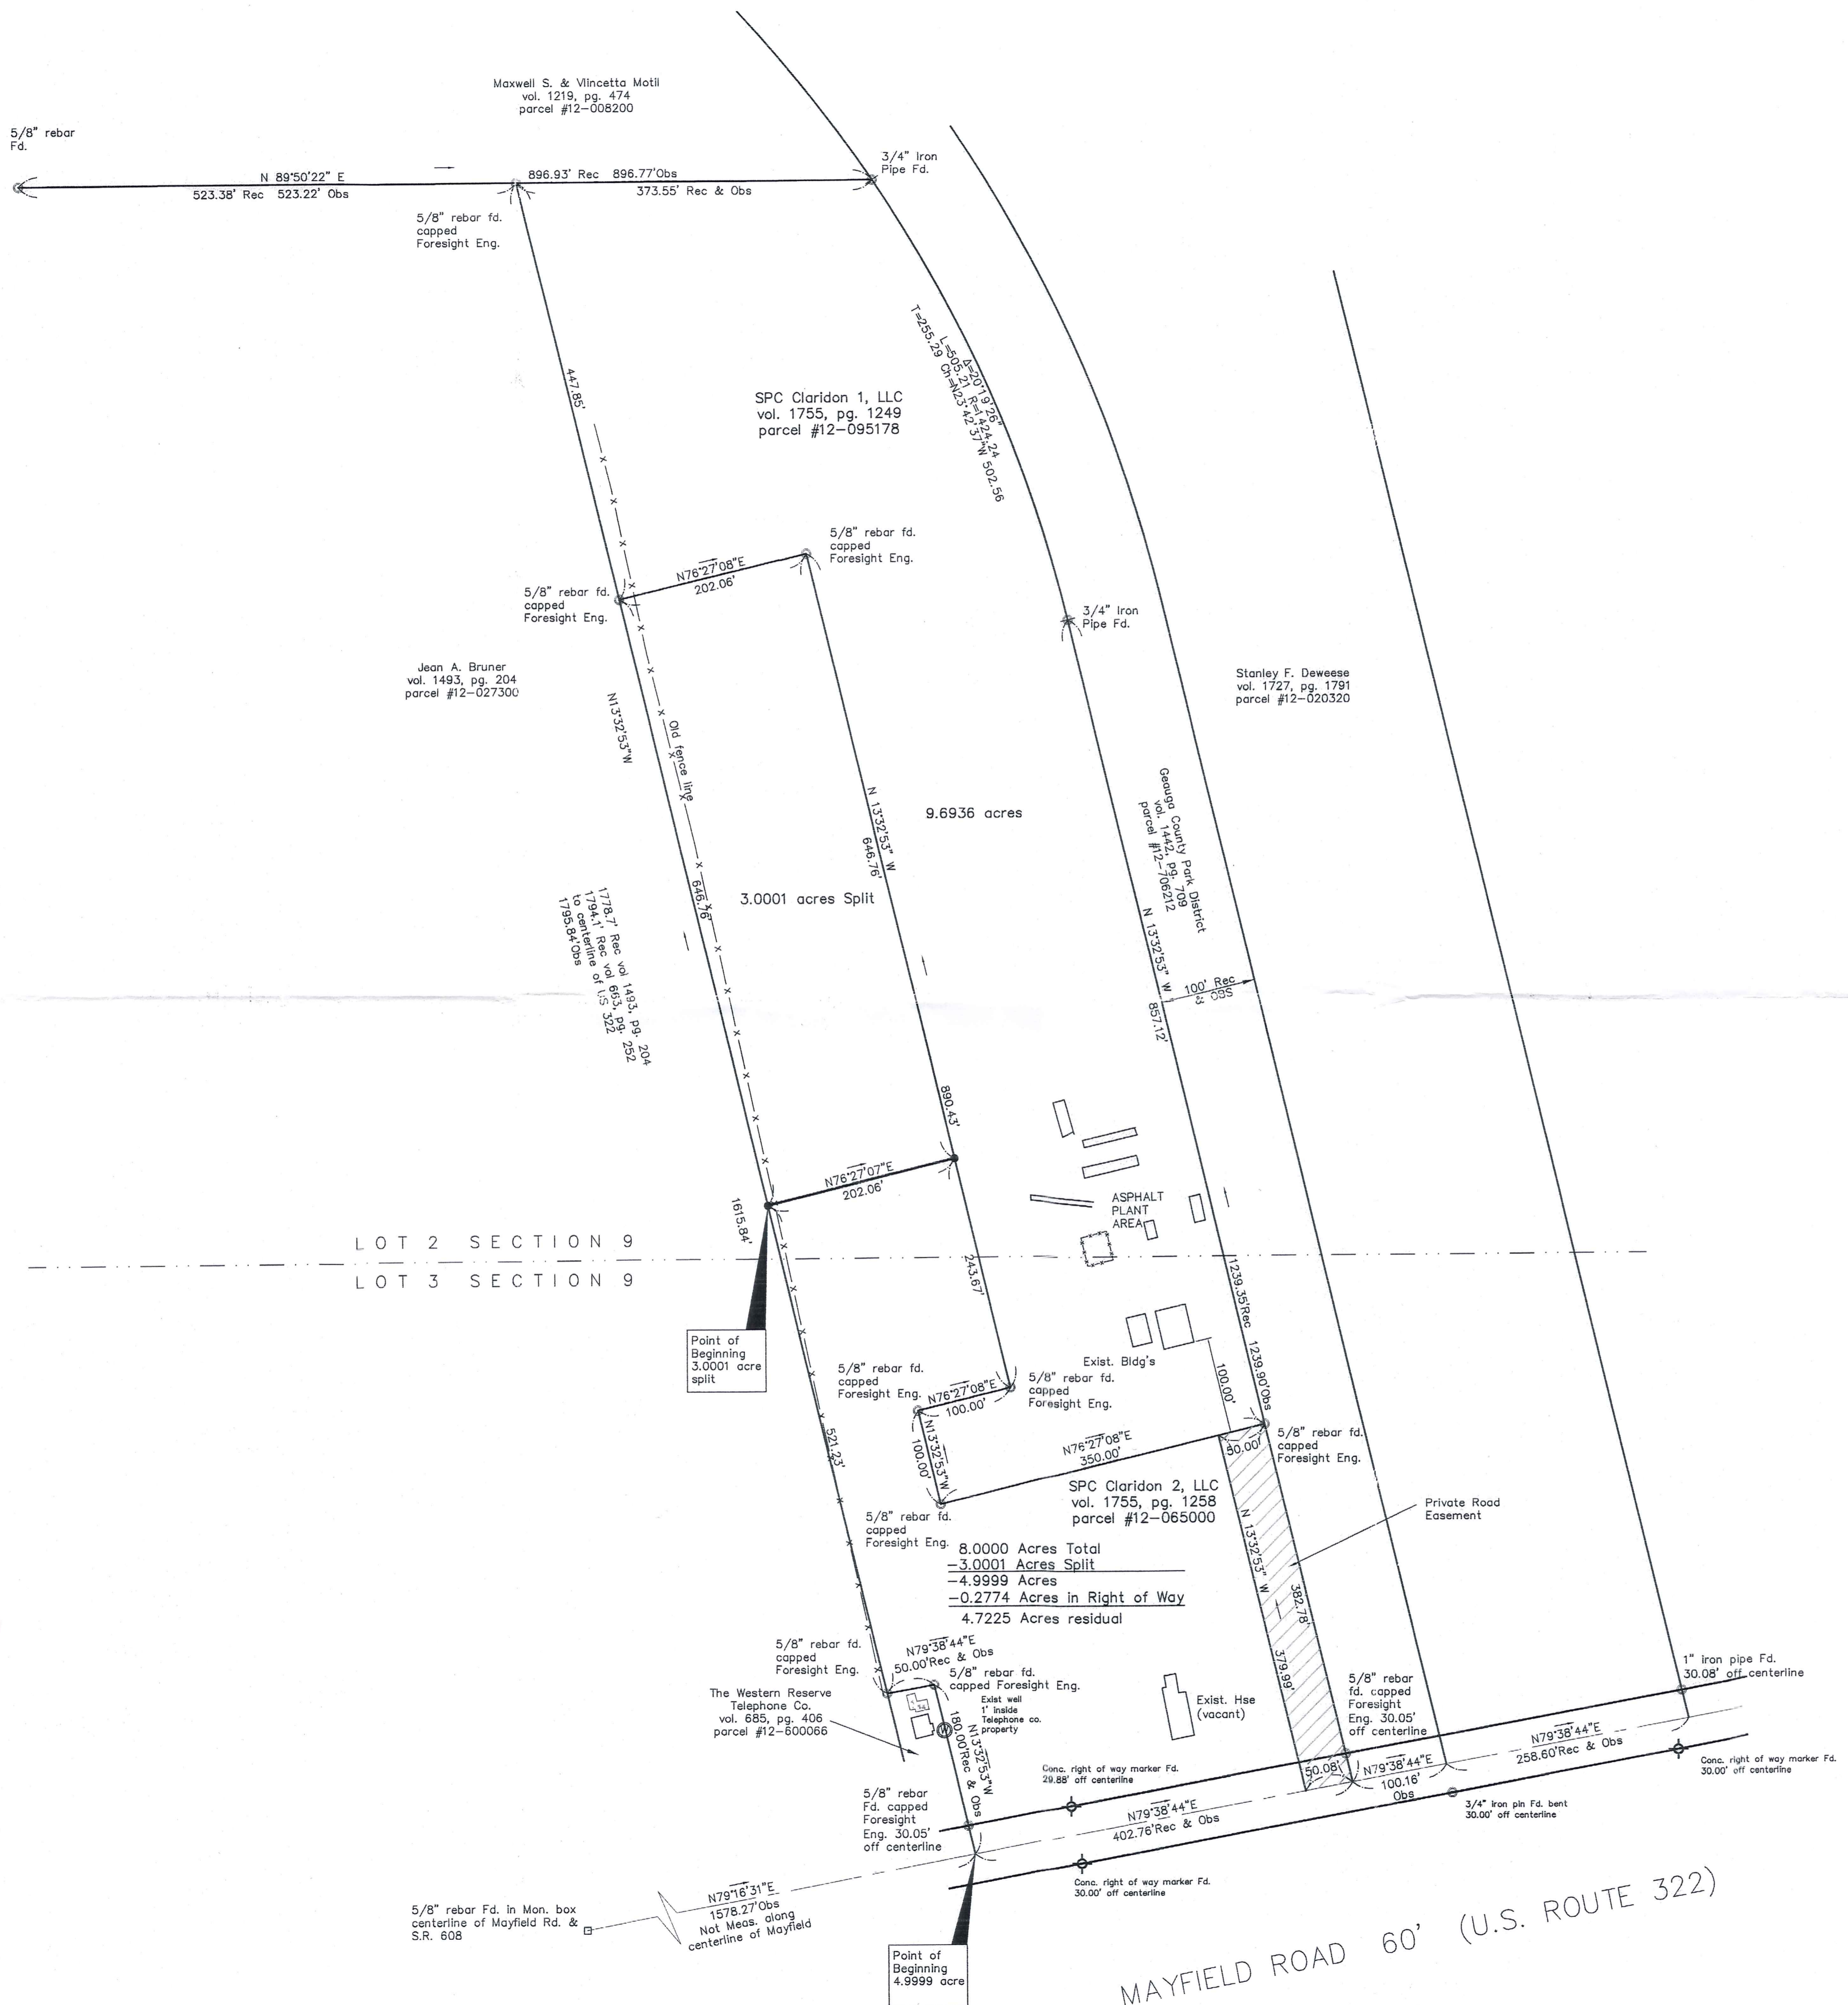 Maxwell S. & Vlincetta Motil
vol. 1219, pg. 474
parcel #12-008200
5/8" rebar
Fd.
N 89°50'22" E
523.38' Rec 523.22' Obs
896.93' Rec 896.77'Obs
373.55' Rec & Obs
3/4" Iron
Pipe Fd.
5/8" rebar fd.
capped
Foresight Eng.
447.85'
SPC Claridon 1, LLC
vol. 1755, pg. 1249
parcel #12-095178
Δ=20°19'26"
L=505.21 R=1424.24
T=255.29 Ch=N23°42'37"W 502.56
5/8" rebar fd.
capped
Foresight Eng.
N76°27'08"E
202.06'
5/8" rebar fd.
capped
Foresight Eng.
3/4" Iron
Pipe Fd.
Jean A. Bruner
vol. 1493, pg. 204
parcel #12-027300
N13°32'53"W
Old fence line
Stanley F. Deweese
vol. 1727, pg. 1791
parcel #12-020320
Geauga County Park District
vol. 1442, pg. 709
parcel #12-706212
N 13°32'53" W
646.76'
9.6936 acres
3.0001 acres Split
646.76'
1778.7' Rec vol 1493, pg. 204
1794.1' Rec vol 663, pg. 252
to centerline of US 322
1795.84'Obs
N 13°32'53" W
857.12'
100' Rec
& OBS
890.43'
N76°27'07"E
202.06'
1615.84'
ASPHALT
PLANT
AREA
LOT 2 SECTION 9
LOT 3 SECTION 9
243.67'
1239.35'Rec 1239.90'Obs
Point of
Beginning
3.0001 acre
split
Exist. Bldg's
100.00'
5/8" rebar fd.
capped
Foresight Eng.
N76°27'08"E
100.00'
5/8" rebar fd.
capped
Foresight Eng.
N13°32'53"W
100.00'
521.23'
N76°27'08"E
350.00'
50.00'
5/8" rebar fd.
capped
Foresight Eng.
SPC Claridon 2, LLC
vol. 1755, pg. 1258
parcel #12-065000
5/8" rebar fd.
capped
Foresight Eng.
Private Road
Easement
8.0000 Acres Total
-3.0001 Acres Split
-4.9999 Acres
-0.2774 Acres in Right of Way
4.7225 Acres residual
N 13°32'53" W
382.78'
379.99'
5/8" rebar fd.
capped
Foresight Eng.
N79°38'44"E
50.00'Rec & Obs
5/8" rebar fd.
capped Foresight Eng.
The Western Reserve
Telephone Co.
vol. 685, pg. 406
parcel #12-600066
Exist well
1' inside
Telephone co.
property
W
N13°32'53"W
180.00'Rec & Obs
Exist. Hse
(vacant)
5/8" rebar
fd. capped
Foresight
Eng. 30.05'
off centerline
1" iron pipe Fd.
30.08' off centerline
5/8" rebar
Fd. capped
Foresight
Eng. 30.05'
off centerline
Conc. right of way marker Fd.
29.88' off centerline
N79°38'44"E
402.76'Rec & Obs
50.08'
N79°38'44"E
100.16'
Obs
N79°38'44"E
258.60'Rec & Obs
Conc. right of way marker Fd.
30.00' off centerline
3/4" iron pin Fd. bent
30.00' off centerline
Conc. right of way marker Fd.
30.00' off centerline
5/8" rebar Fd. in Mon. box
centerline of Mayfield Rd. &
S.R. 608
N79°16'31"E
1578.27'Obs
Not Meas. along
centerline of Mayfield
Point of
Beginning
4.9999 acre
MAYFIELD ROAD 60' (U.S. ROUTE 322)